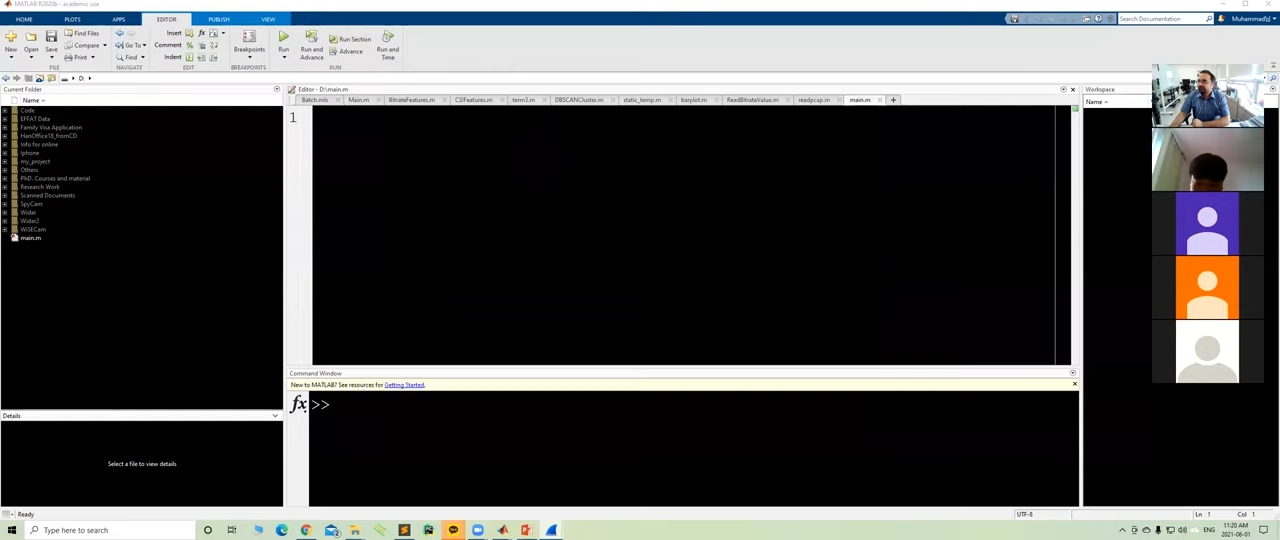 MATLAB R2020b - academic use
HOME PLOTS APPS EDITOR PUBLISH VIEW Search Documentation Muhammad
New Open Save Find Files Compare Print Go To Find Insert Comment Indent fx Breakpoints Run Run and Advance Run Section Advance Run and Time
FILE NAVIGATE EDIT BREAKPOINTS RUN
D:
Current Folder
Name
Code
EFFAT Data
Family Visa Application
HanOffice18_fromCD
Info for online
Iphone
my_project
Others
PhD. Courses and material
Research Work
Scanned Documents
SpyCam
Widar
Widar2
WiSECam
main.m
Details
Select a file to view details
Editor - D:\main.m
Batch.mlx Main.m BitrateFeatures.m CSIFeatures.m term3.m DBSCANCluster.m static_temp.m barplot.m ReadBitrateValue.m readpcap.m main.m
1
Command Window
New to MATLAB? See resources for Getting Started.
fx >>
Workspace
Name
Ready
UTF-8 Ln 1 Col 1
Type here to search
ENG 11:20 AM
2021-06-01